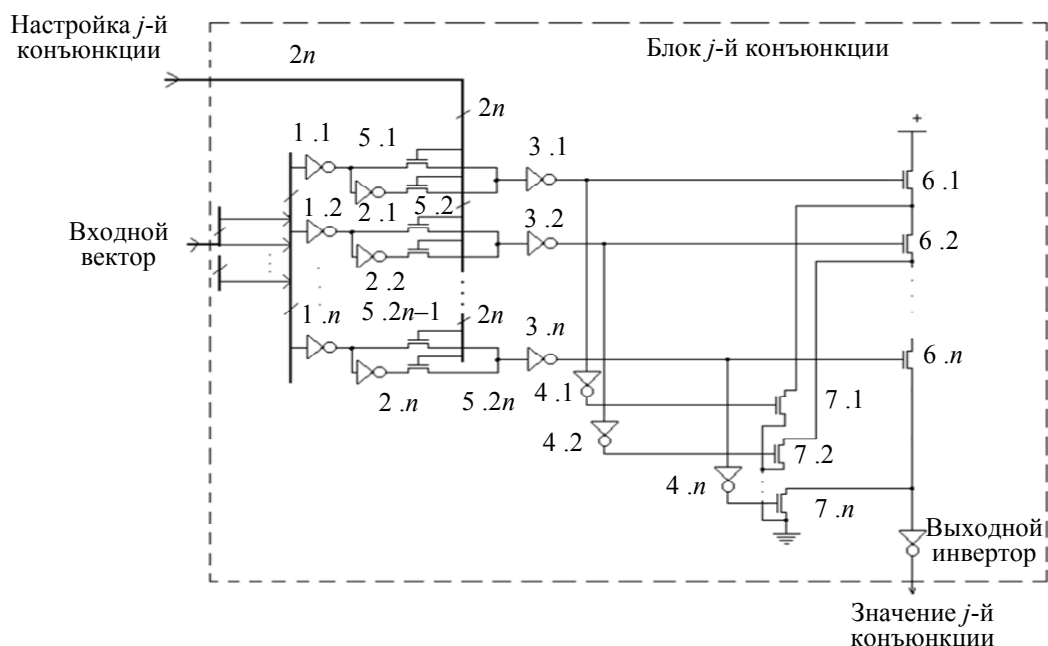 Настройка j-й
конъюнкции
Блок j-й конъюнкции
2n
2n
+
1 .1
5 .1
3 .1
6 .1
2 .1
5 .2
1 .2
3 .2
6 .2
Входной
вектор
2 .2
5 .2n–1
2n
1 .n
3 .n
6 .n
2 .n
5 .2n
4 .1
7 .1
4 .2
7 .2
4 .n
7 .n
Выходной
инвертор
Значение j-й
конъюнкции